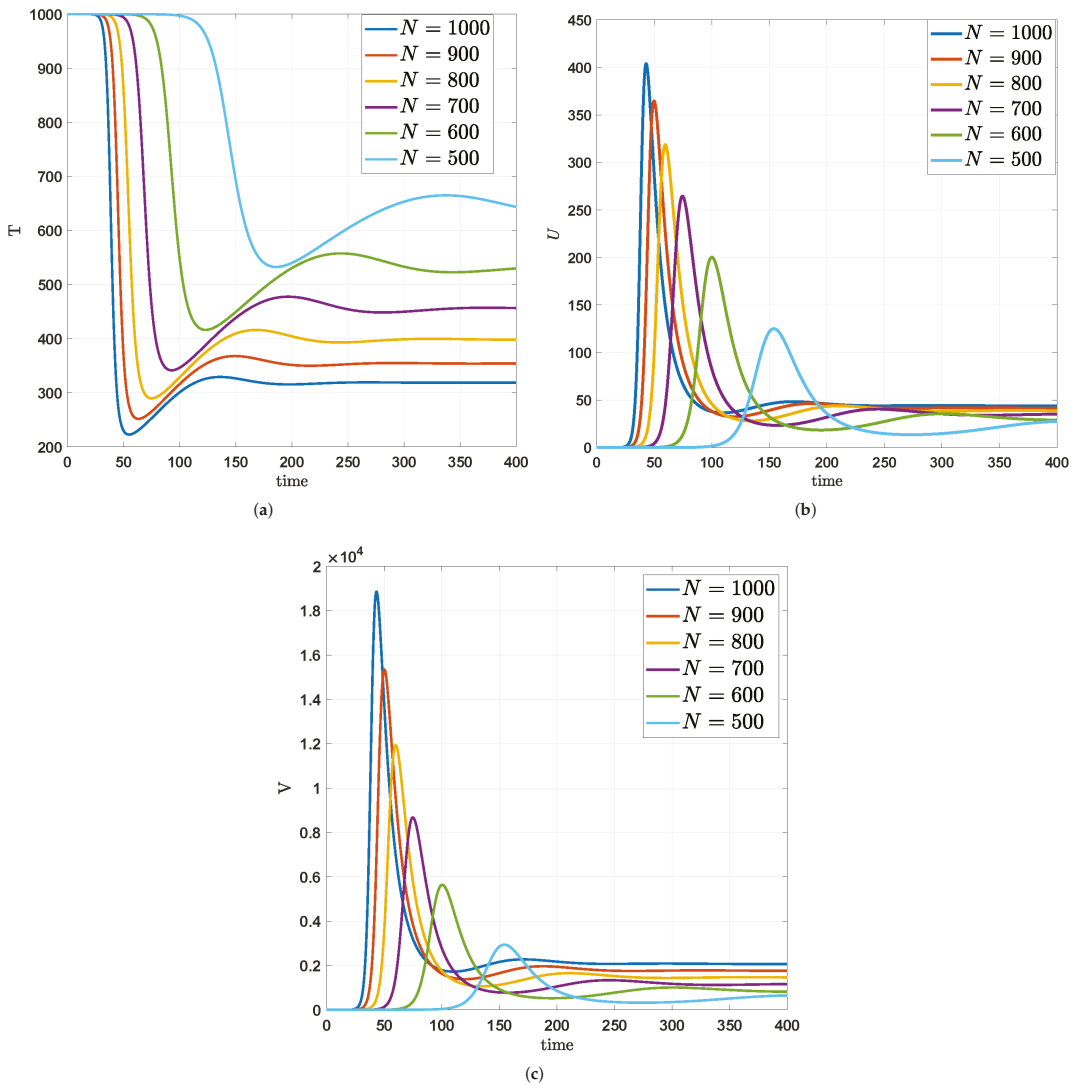 1000
900
800
700
600
500
400
300
200
0 50 100 150 200 250 300 350 400
T
time
N = 1000
N = 900
N = 800
N = 700
N = 600
N = 500
(a)
450
400
350
300
250
200
150
100
50
0
0 50 100 150 200 250 300 350 400
U
time
N = 1000
N = 900
N = 800
N = 700
N = 600
N = 500
(b)
×10⁴
2
1.8
1.6
1.4
1.2
1
0.8
0.6
0.4
0.2
0
0 50 100 150 200 250 300 350 400
V
time
N = 1000
N = 900
N = 800
N = 700
N = 600
N = 500
(c)